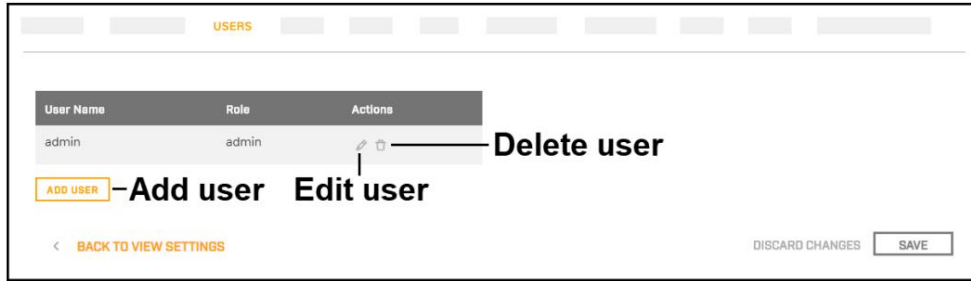 USERS
User Name Role Actions
admin admin
Delete user
ADD USER Add user Edit user
< BACK TO VIEW SETTINGS DISCARD CHANGES SAVE